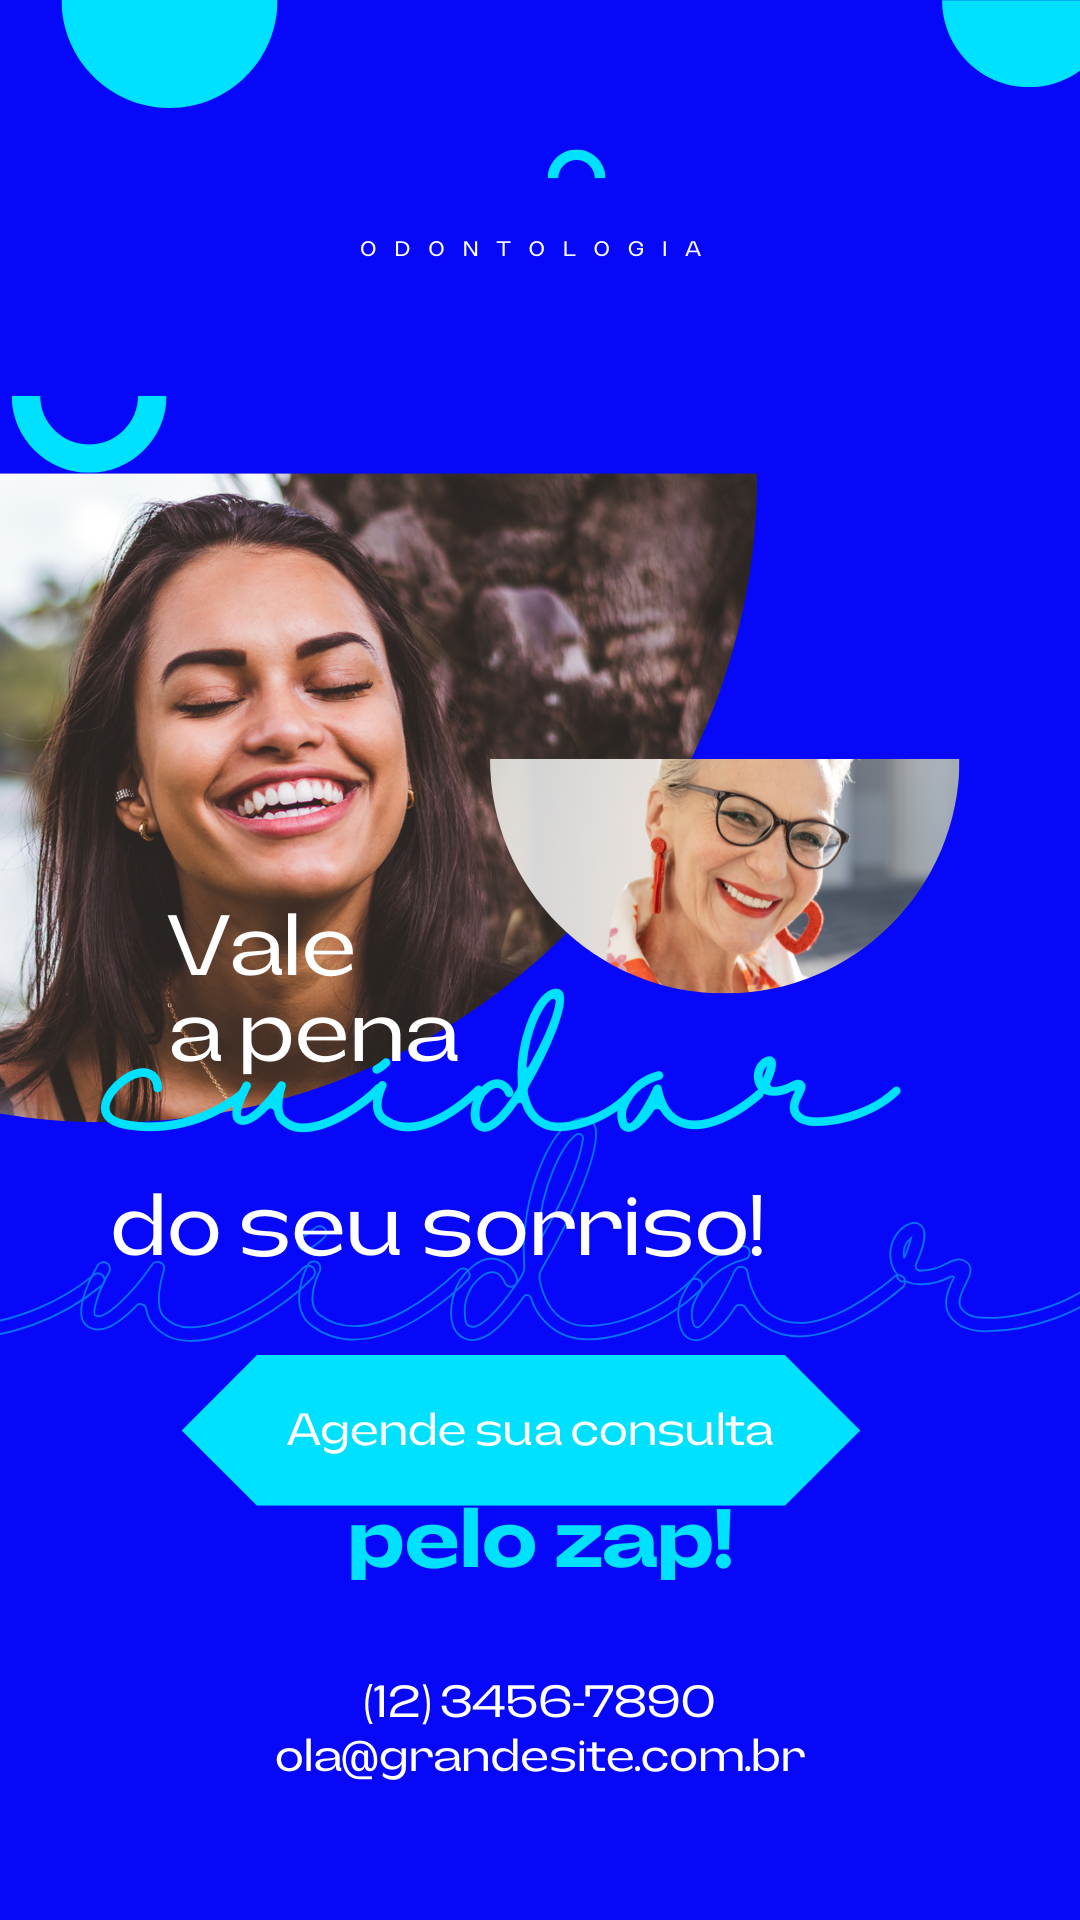 ODONTOLOGIA
Vale
a pena
cuidar
do seu sorriso!
uidar
Agende sua consulta
pelo zap!
(12) 3456-7890
ola@grandesite.com.br